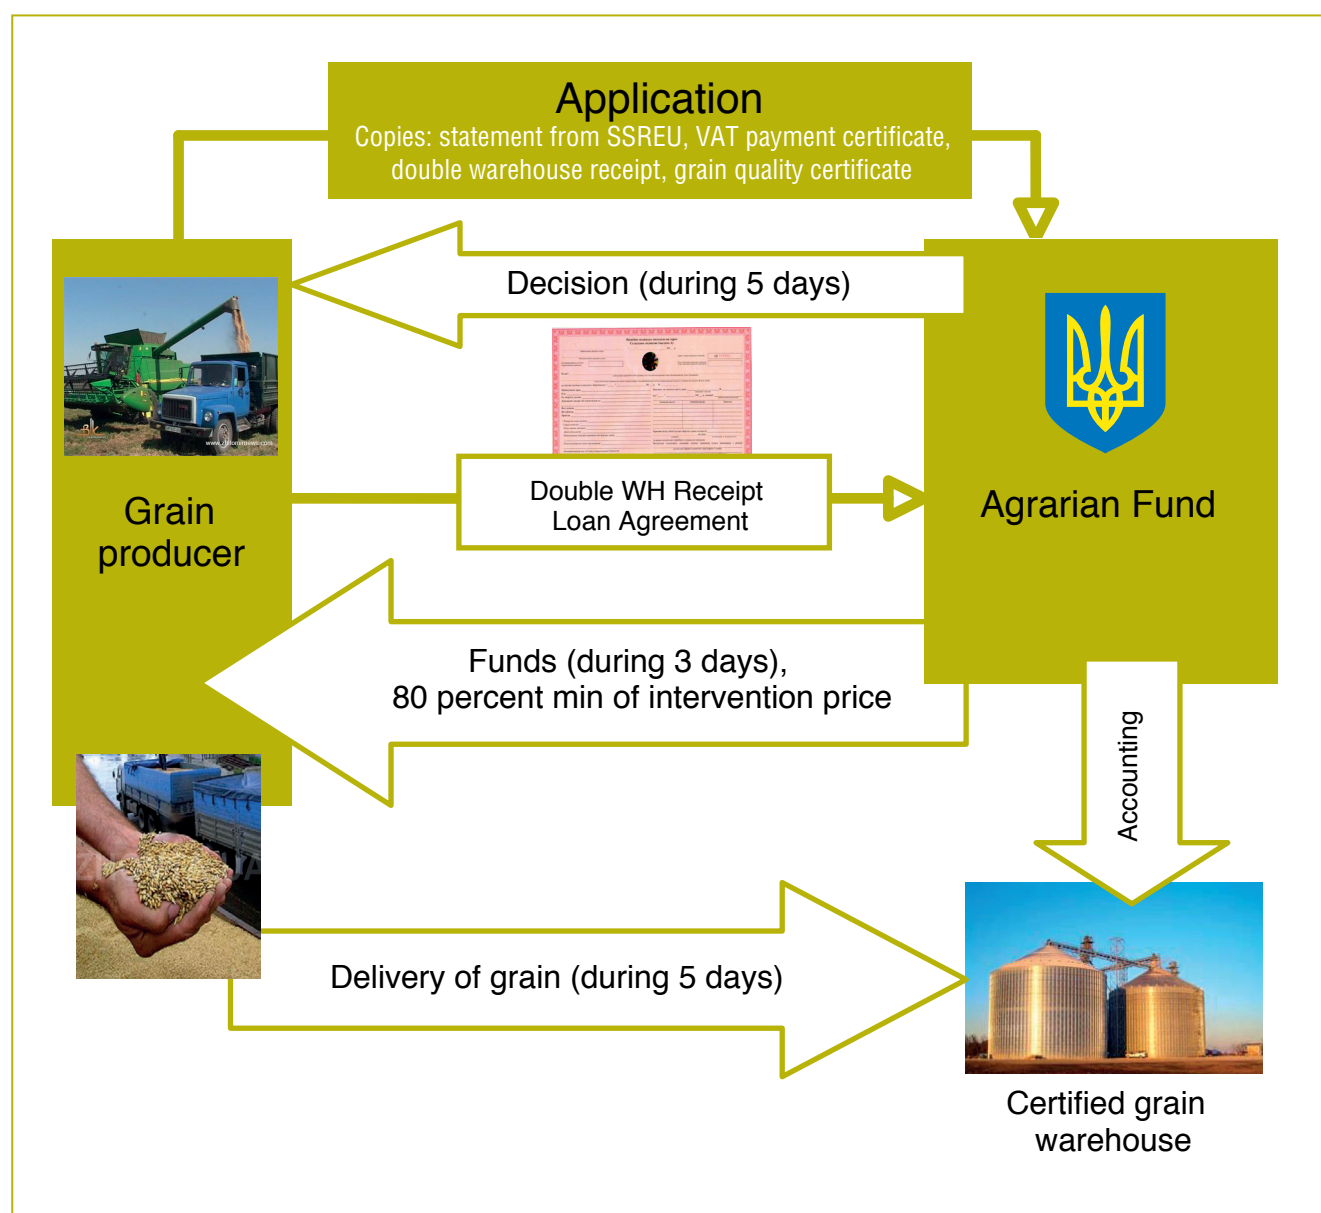 Application
Copies: statement from SSREU, VAT payment certificate,
double warehouse receipt, grain quality certificate
Decision (during 5 days)
Grain
producer
Double WH Receipt
Loan Agreement
Agrarian Fund
Funds (during 3 days),
80 percent min of intervention price
Accounting
Delivery of grain (during 5 days)
Certified grain
warehouse